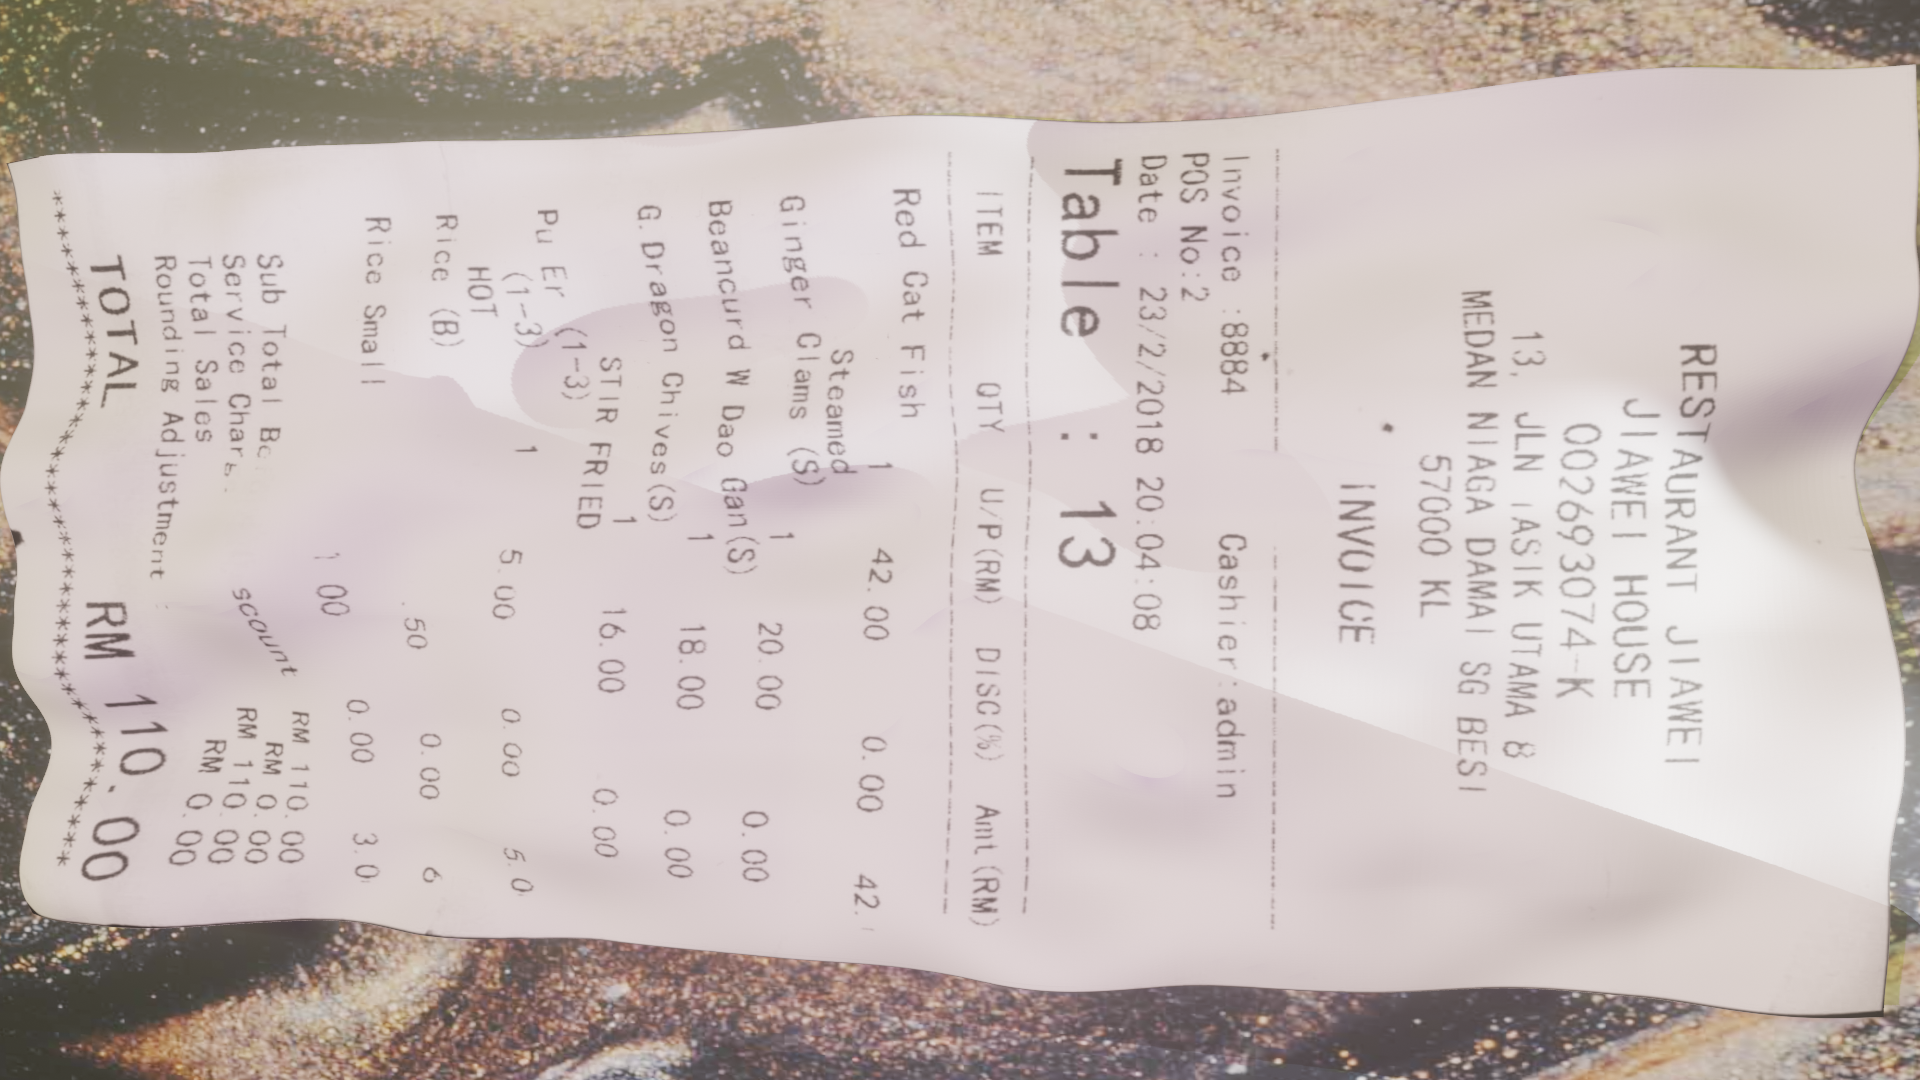 RESTAURANT JIAWEI
JIAWEI HOUSE
002693074-K
13, JLN TASIK UTAMA 8
MEDAN NIAGA DAMAI SG BESI
57000 KL
INVOICE
Invoice :8884 Cashier:admin
POS No:2
Date : 23/2/2018 20:04:08
Table : 13
ITEM QTY U/P(RM) DISC(%) Amt(RM)
Red Cat Fish
Steamed
1 42.00 0.00 42.
Ginger Clams (S)
1 20.00 0.00
Beancurd W Dao Gan(S)
1 18.00 0.00
G.Dragon Chives(S)
STIR FRIED
(1-3)
1 16.00 0.00
Pu Er
(1-3)
HOT
1 5.00 0.00 5.0
Rice (B)
.50 0.00 6
Rice Small
1.00 0.00 3.0
Sub Total scount RM 110.00
Service RM 0.00
Total Sales RM 110.00
Rounding Adjustment : RM 0.00
TOTAL RM 110.00